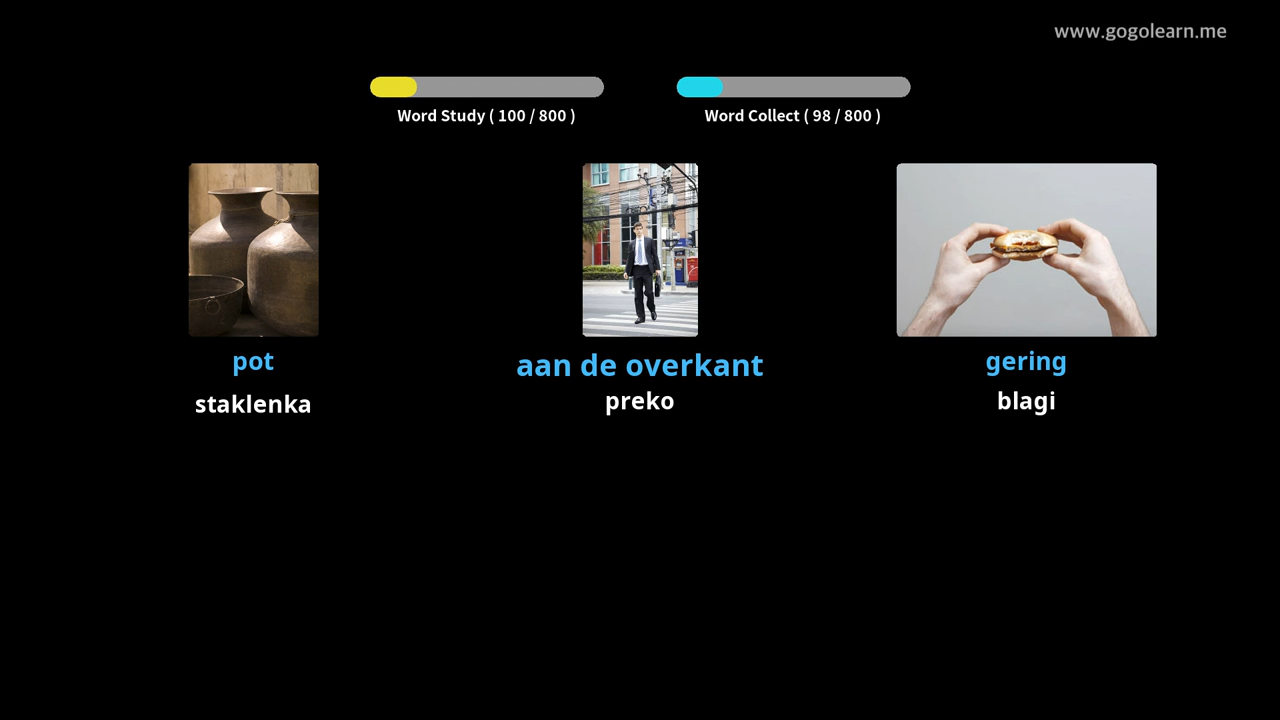 www.gogolearn.me
Word Study ( 100 / 800 )
Word Collect ( 98 / 800 )
pot
aan de overkant
gering
staklenka
preko
blagi